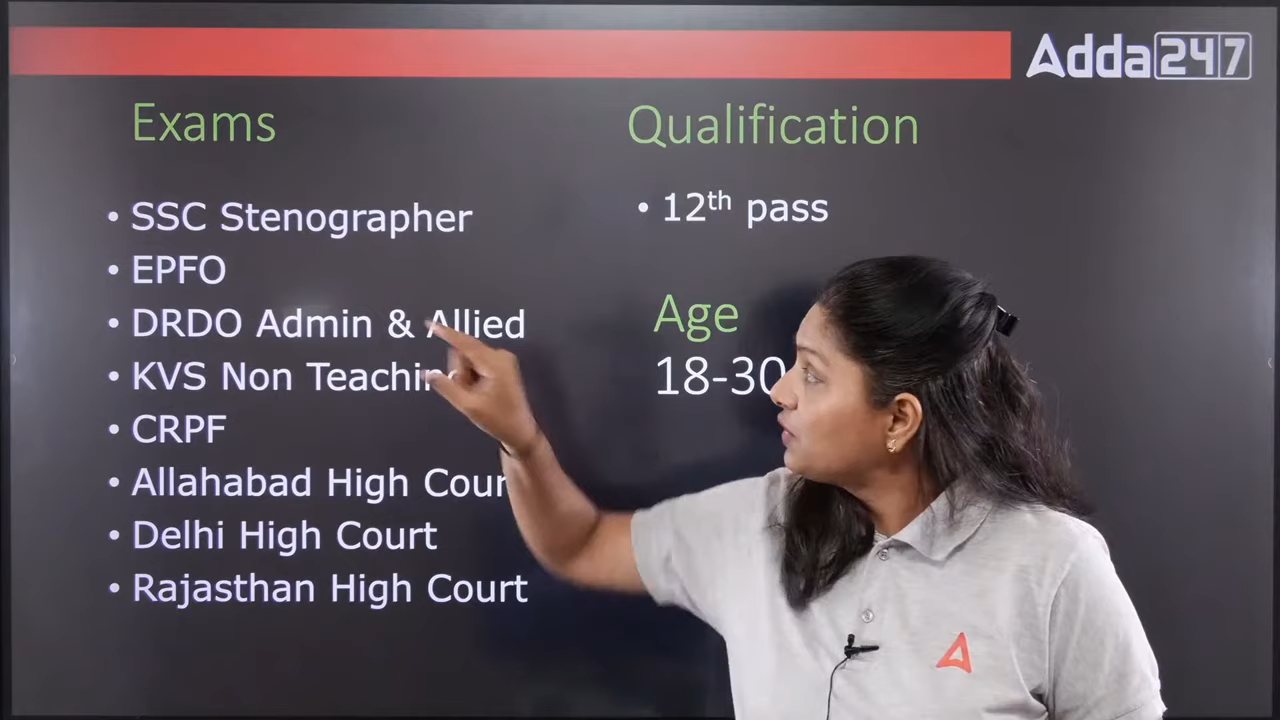 Adda247
Exams
• SSC Stenographer
• EPFO
• DRDO Admin & Allied
• KVS Non
• CRPF
• Allahabad High
• Delhi High Court
• Rajasthan High Court
Qualification
• 12th pass
Age
18-30